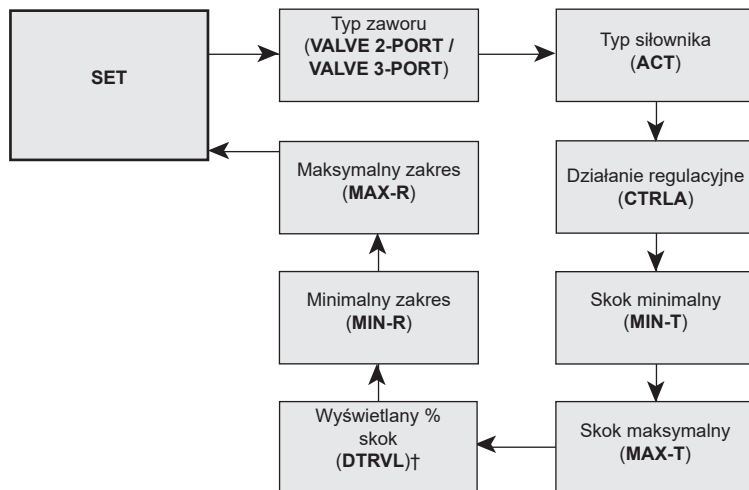 SET
Typ zaworu
(VALVE 2-PORT /
VALVE 3-PORT)
Typ siłownika
(ACT)
Działanie regulacyjne
(CTRLA)
Skok minimalny
(MIN-T)
Skok maksymalny
(MAX-T)
Wyświetlany %
skok
(DTRVL)†
Minimalny zakres
(MIN-R)
Maksymalny zakres
(MAX-R)